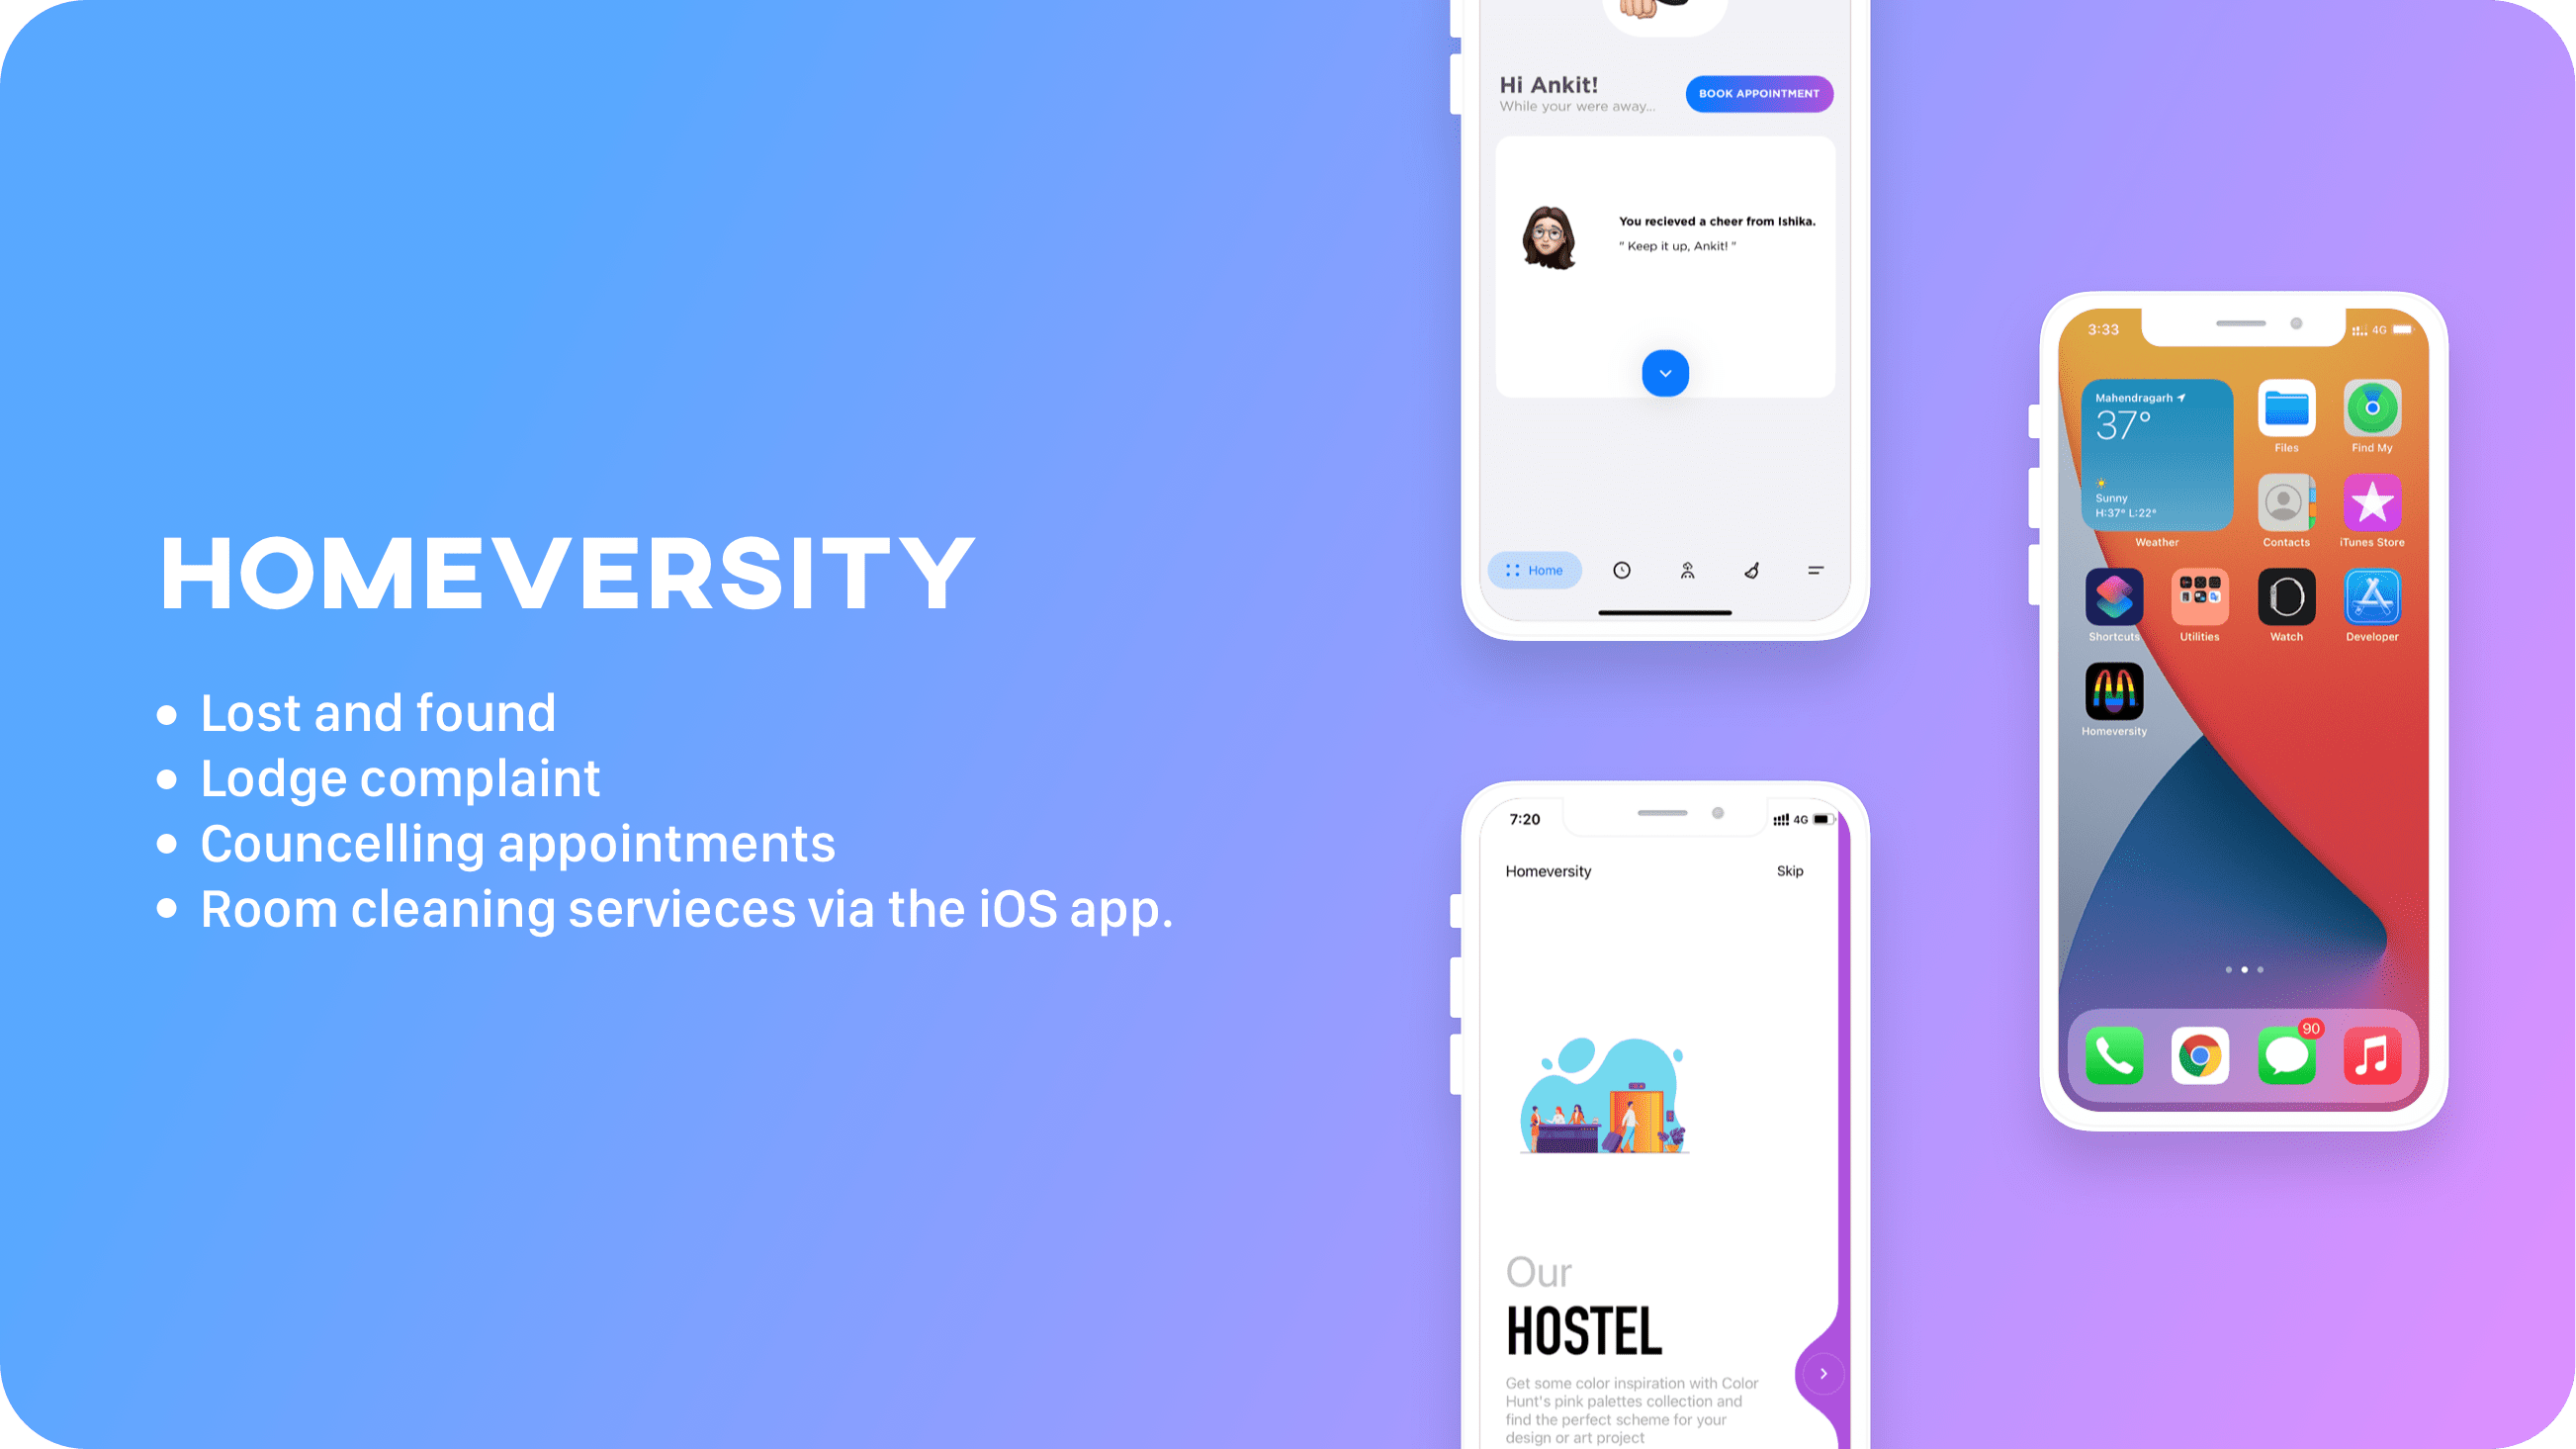 HOMEVERSITY
• Lost and found
• Lodge complaint
• Councelling appointments
• Room cleaning servieces via the iOS app.
Hi Ankit!
While your were away...
BOOK APPOINTMENT
You recieved a cheer from Ishika.
" Keep it up, Ankit! "
Home
7:20
4G
Homeversity
Skip
Our
HOSTEL
Get some color inspiration with Color
Hunt's pink palettes collection and
find the perfect scheme for your
design or art project
3:33
4G
Mahendragarh
37°
Sunny
H:37° L:22°
Weather
Files
Find My
Contacts
iTunes Store
Shortcuts
Utilities
Watch
Developer
Homeversity
90